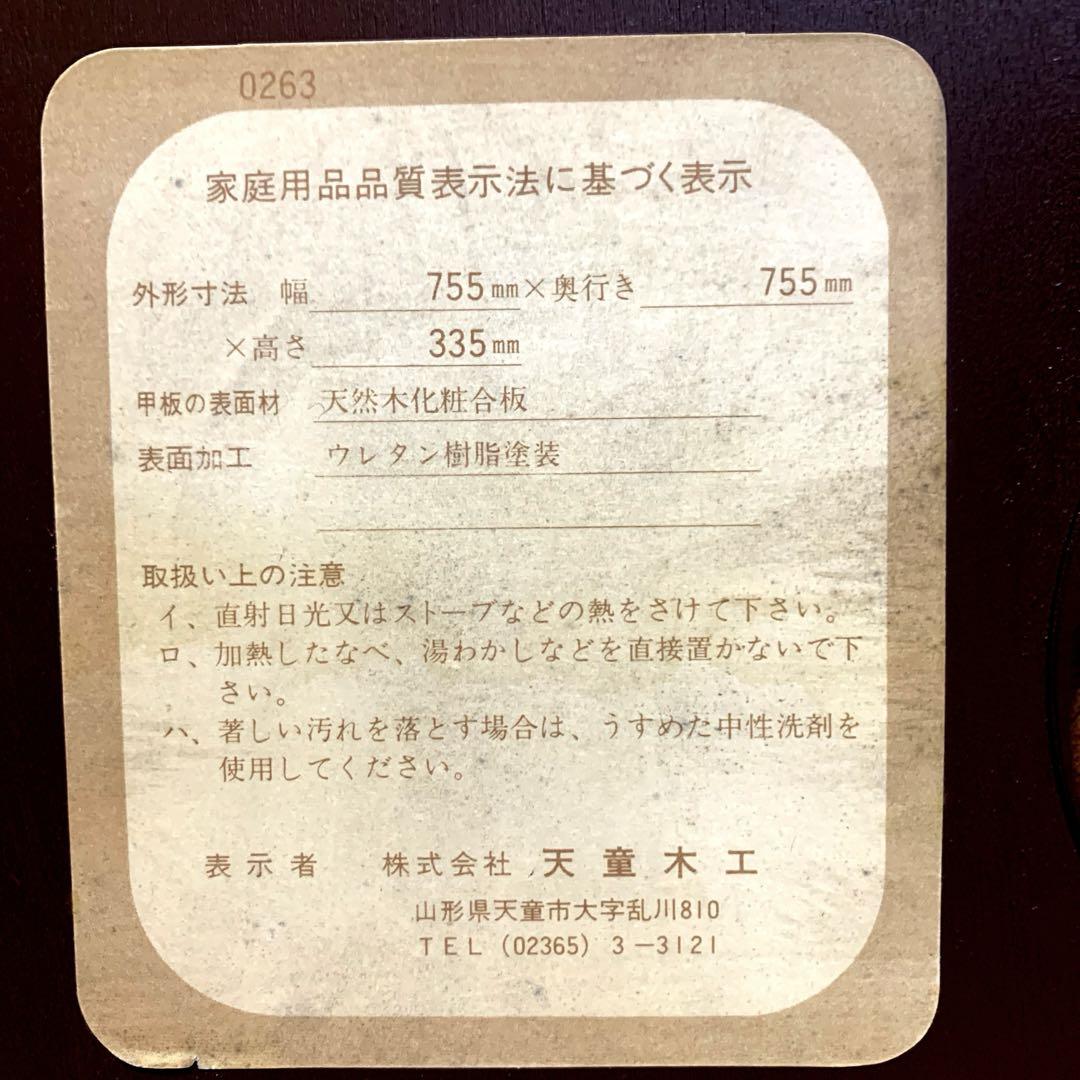 0263
家庭用品品質表示法に基づく表示
外形寸法 幅 755mm×奥行き 755mm
×高さ 335mm
甲板の表面材 天然木化粧合板
表面加工 ウレタン樹脂塗装
取扱い上の注意
イ、直射日光又はストーブなどの熱をさけて下さい。
ロ、加熱したなべ、湯わかしなどを直接置かないで下
さい。
ハ、著しい汚れを落とす場合は、うすめた中性洗剤を
使用してください。
表示者 株式会社 天童木工
山形県天童市大字乱川810
TEL (02365) 3-3121